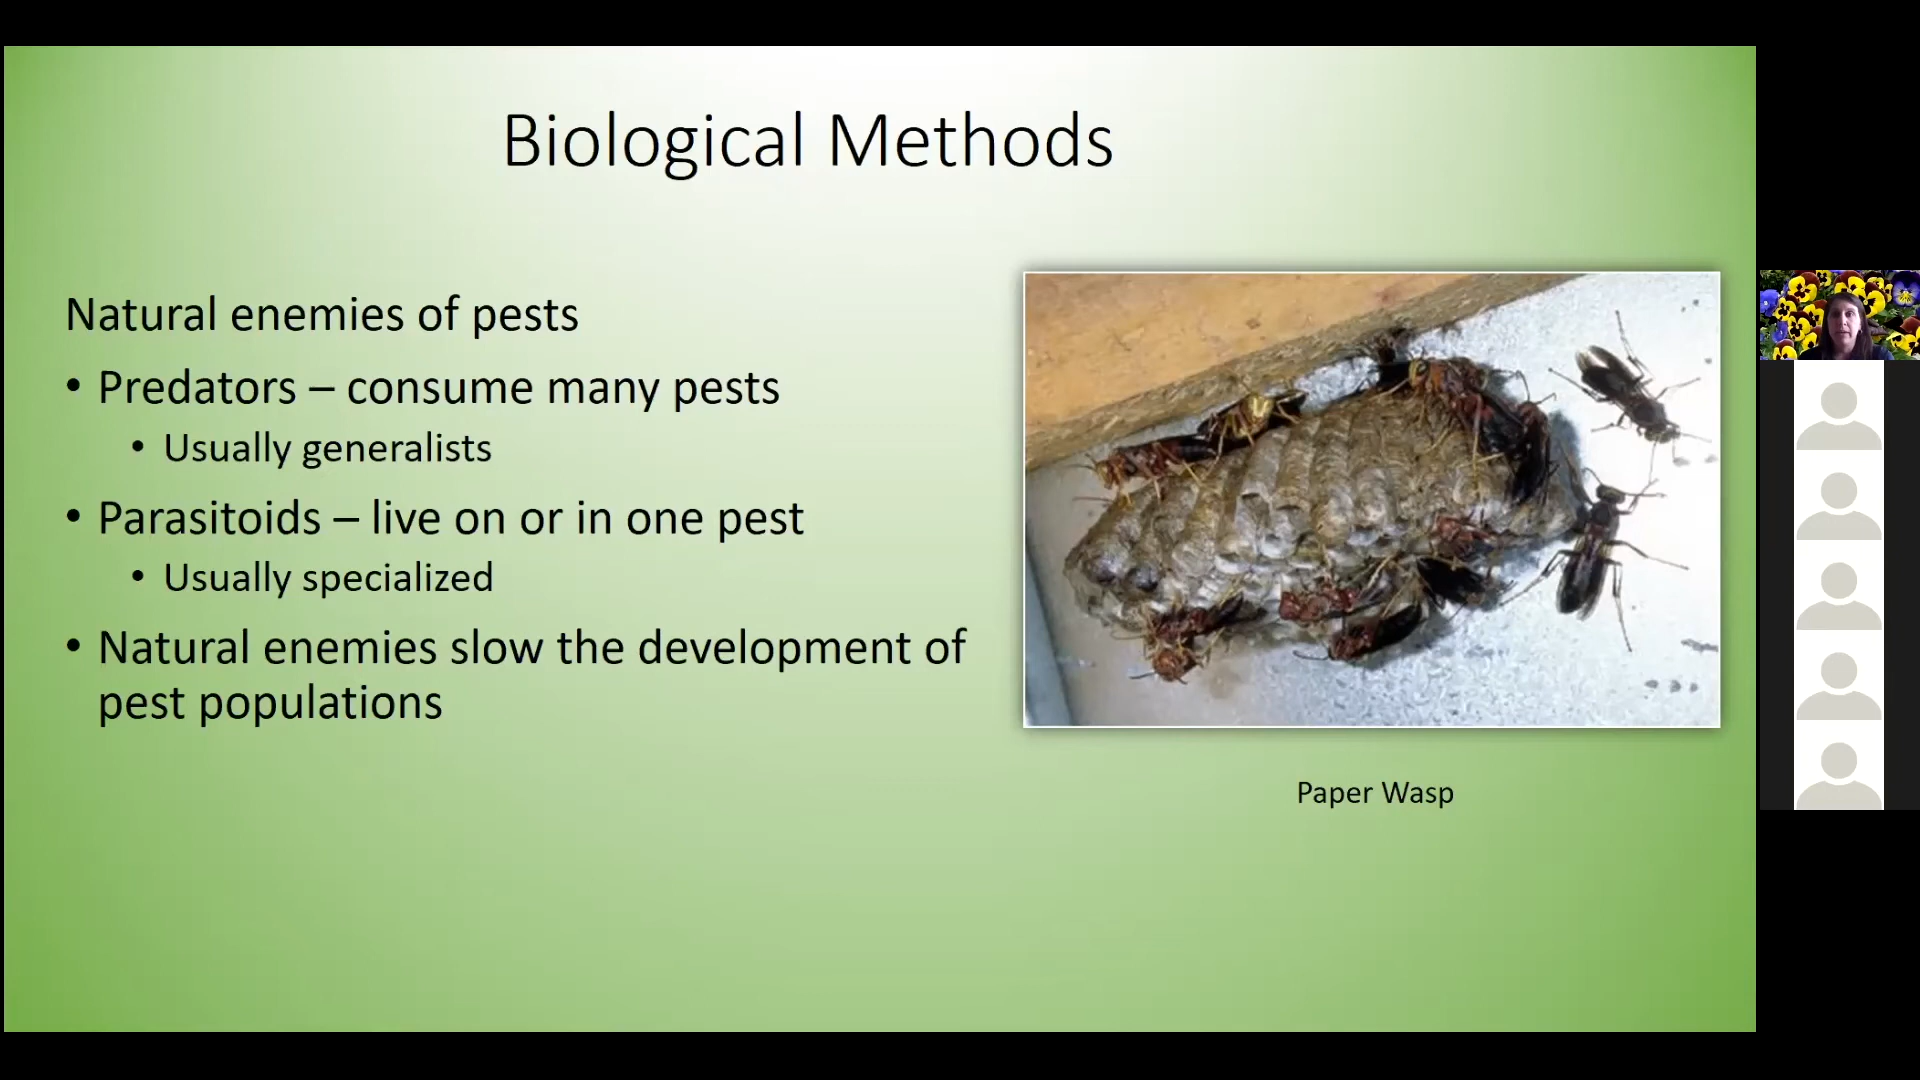 Biological Methods
Natural enemies of pests
• Predators – consume many pests
• Usually generalists
• Parasitoids – live on or in one pest
• Usually specialized
• Natural enemies slow the development of
pest populations
Paper Wasp